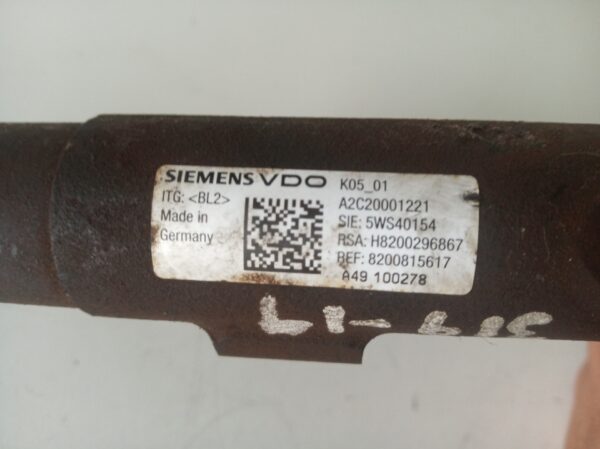 SIEMENS VDO K05_01
ITG: <BL2> A2C20001221
Made in SIE: 5WS40154
Germany RSA: H8200296867
REF: 8200815617
A49 100278